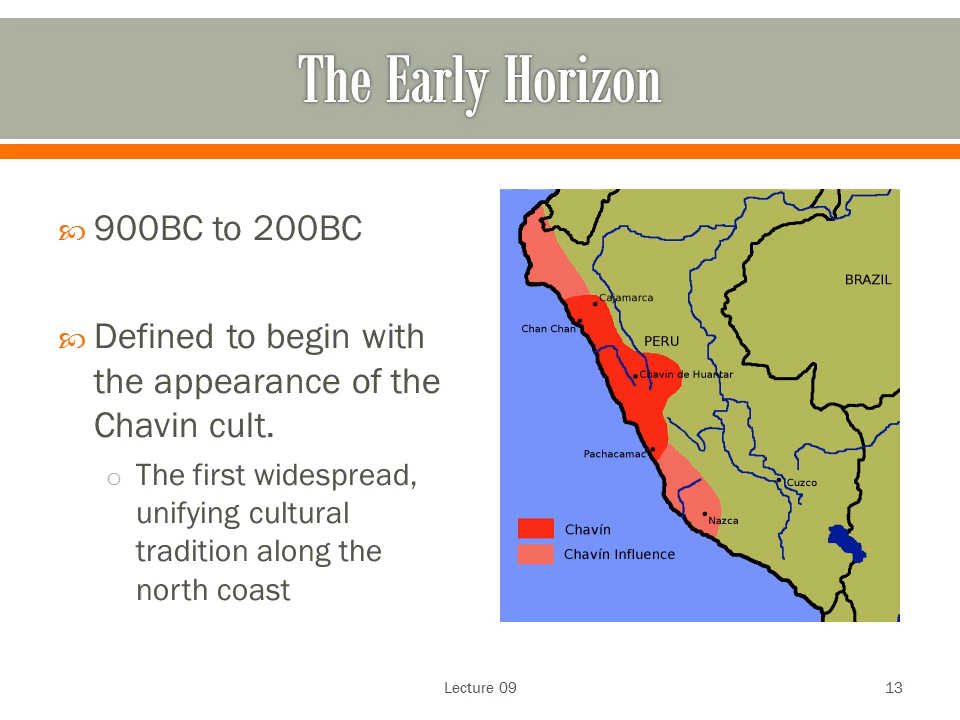 The Early Horizon
900BC to 200BC
Defined to begin with
the appearance of the
Chavin cult.
The first widespread,
unifying cultural
tradition along the
north coast
BRAZIL
Cajamarca
Chan Chan
PERU
Chavin de Huantar
Pachacamac
Cuzco
Nazca
Chavín
Chavín Influence
Lecture 09
13